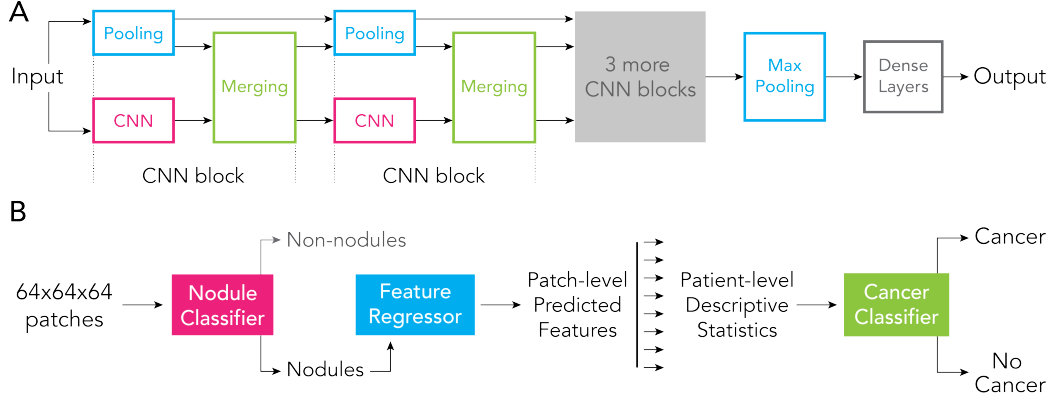 A
Pooling
Pooling
Input
Merging
Merging
3 more
CNN blocks
Max
Pooling
Dense
Layers
Output
CNN
CNN
CNN block
CNN block
B
Non-nodules
64x64x64
patches
Nodule
Classifier
Nodules
Feature
Regressor
Patch-level
Predicted
Features
Patient-level
Descriptive
Statistics
Cancer
Classifier
Cancer
No
Cancer